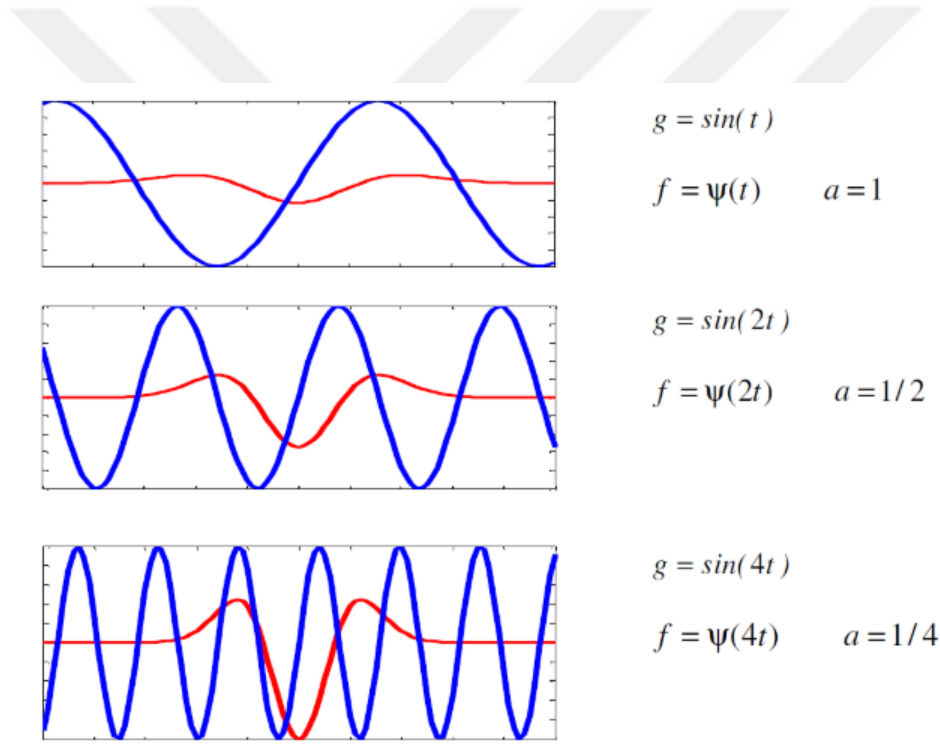 g = sin( t )
f = ψ(t) a = 1
g = sin( 2t )
f = ψ(2t) a = 1/2
g = sin( 4t )
f = ψ(4t) a = 1/4